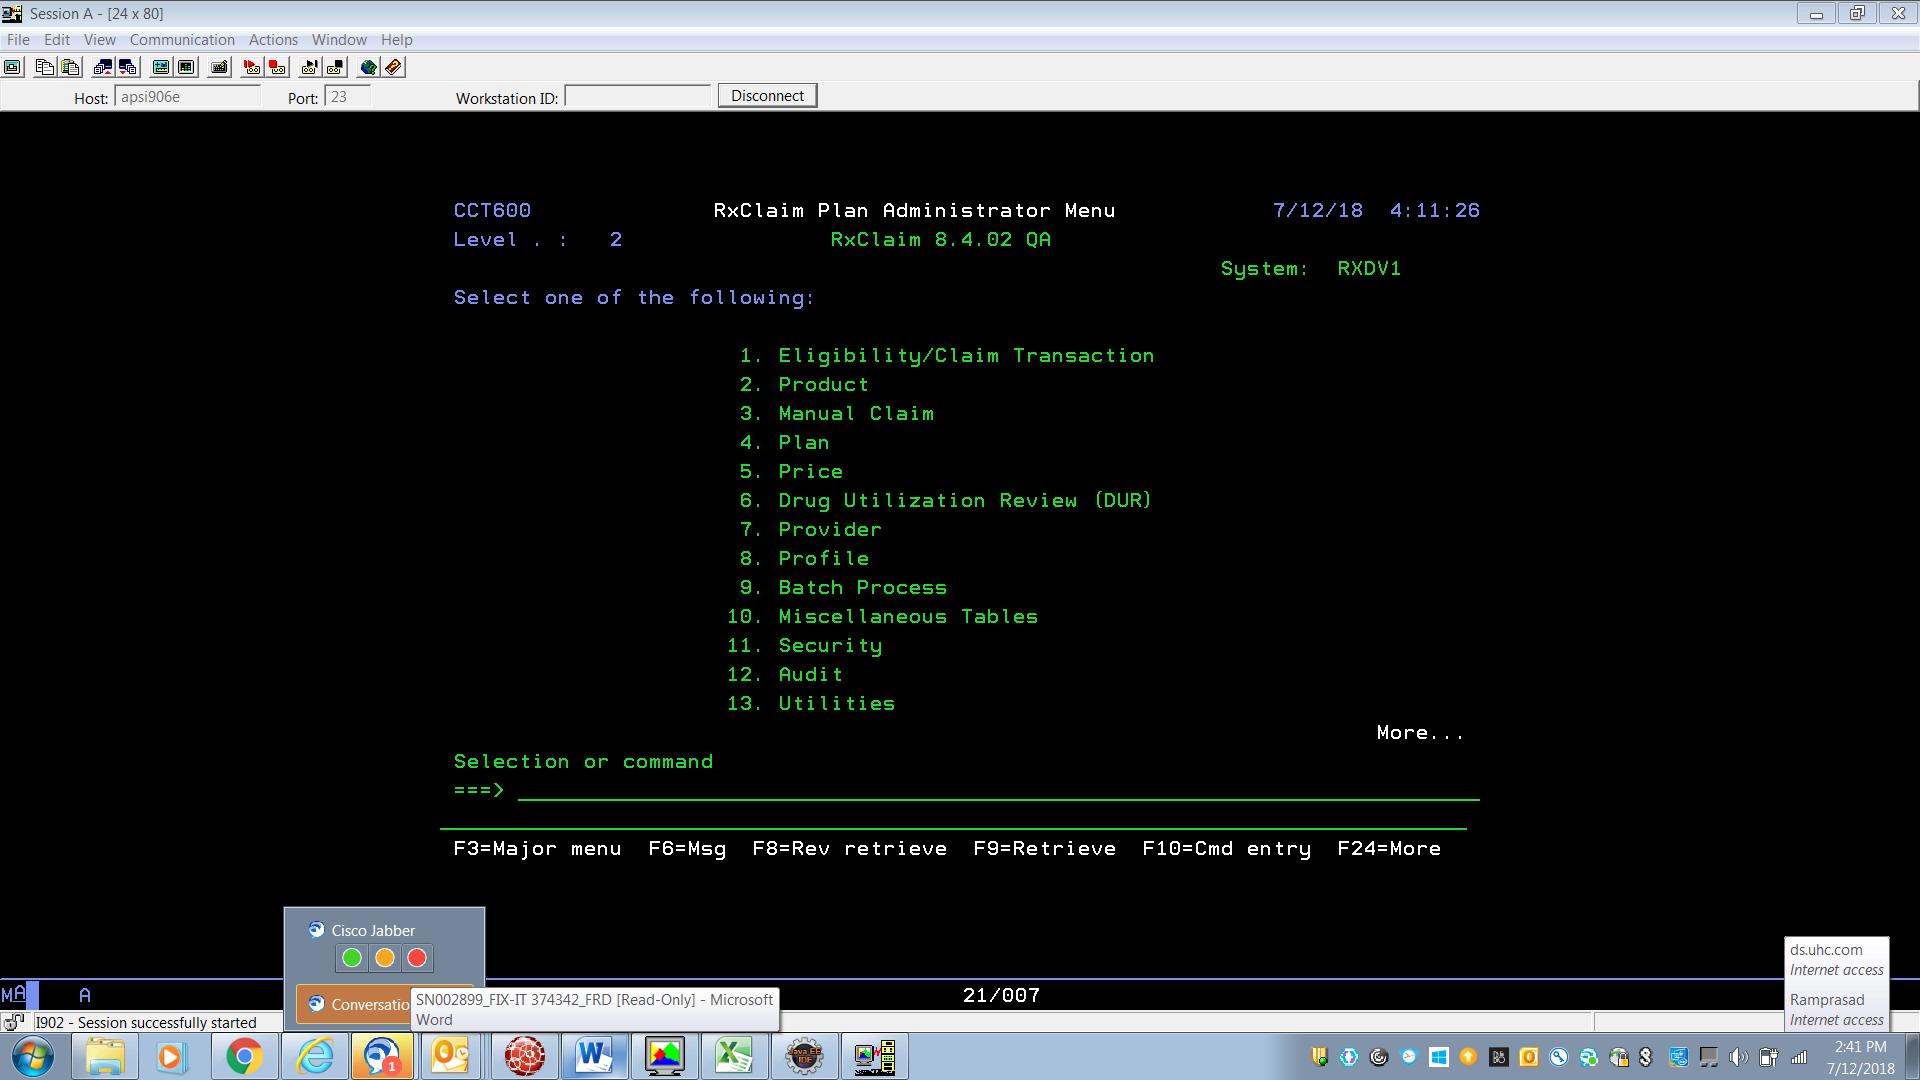 Session A - [24 x 80]
File Edit View Communication Actions Window Help
Host: apsi906e Port: 23 Workstation ID: Disconnect
CCT600 RxClaim Plan Administrator Menu 7/12/18 4:11:26
Level . : 2 RxClaim 8.4.02 QA
System: RXDV1
Select one of the following:
1. Eligibility/Claim Transaction
2. Product
3. Manual Claim
4. Plan
5. Price
6. Drug Utilization Review (DUR)
7. Provider
8. Profile
9. Batch Process
10. Miscellaneous Tables
11. Security
12. Audit
13. Utilities
More...
Selection or command
===>
F3=Major menu F6=Msg F8=Rev retrieve F9=Retrieve F10=Cmd entry F24=More
Cisco Jabber
Conversatio
SN002899_FIX-IT 374342_FRD [Read-Only] - Microsoft
Word
ds.uhc.com
Internet access
Ramprasad
Internet access
MA A 21/007
I902 - Session successfully started
1
Java EE
IDE
2:41 PM
7/12/2018